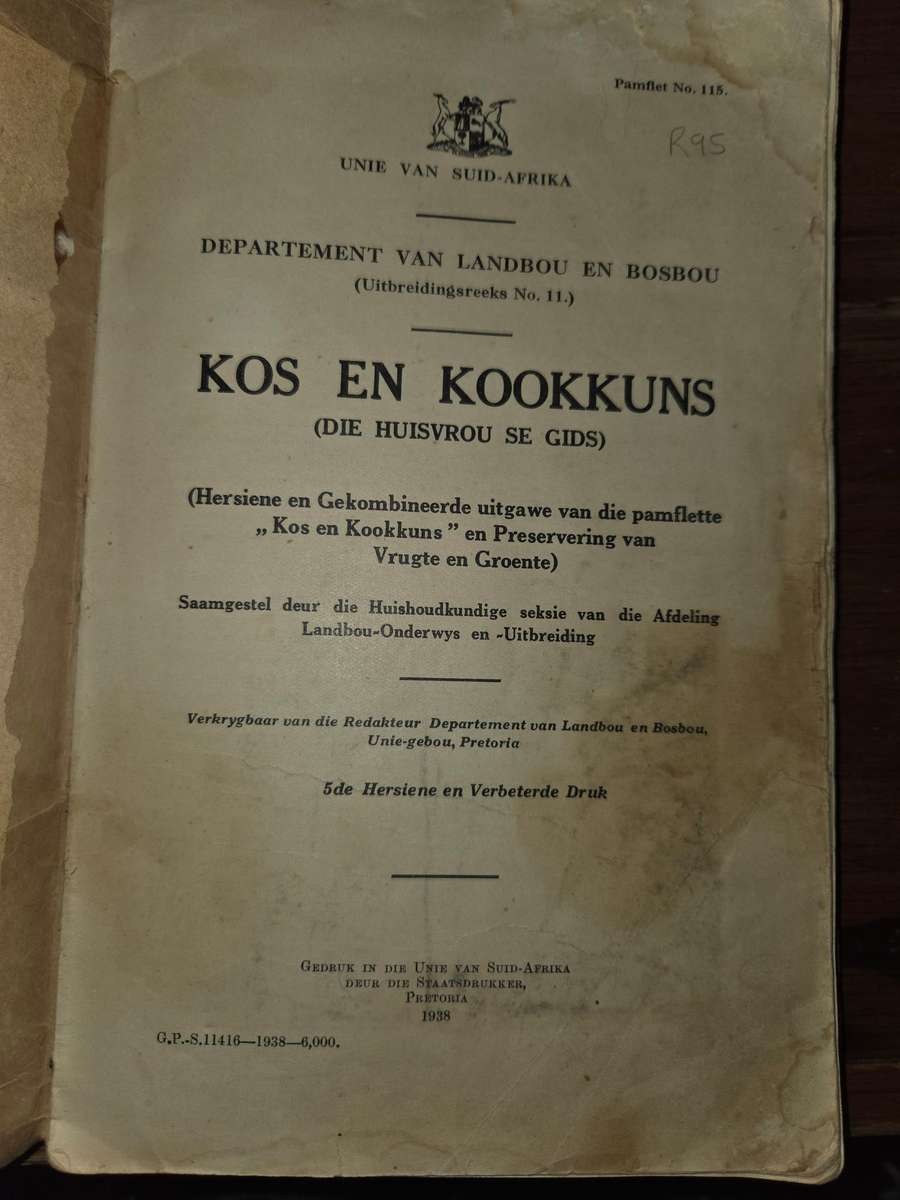 Pamflet No. 115.
R95
UNIE VAN SUID-AFRIKA
DEPARTEMENT VAN LANDBOU EN BOSBOU
(Uitbreidingsreeks No. 11.)
KOS EN KOOKKUNS
(DIE HUISVROU SE GIDS)
(Hersiene en Gekombineerde uitgawe van die pamflette
„ Kos en Kookkuns ” en Preservering van
Vrugte en Groente)
Saamgestel deur die Huishoudkundige seksie van die Afdeling
Landbou-Onderwys en -Uitbreiding
Verkrygbaar van die Redakteur Departement van Landbou en Bosbou,
Unie-gebou, Pretoria
5de Hersiene en Verbeterde Druk
GEDRUK IN DIE UNIE VAN SUID-AFRIKA
DEUR DIE STAATSDRUKKER,
PRETORIA
1938
G.P.-S.11416—1938—6,000.